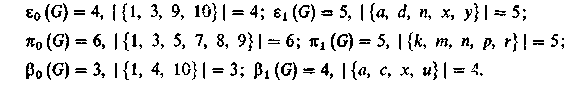 ε₀ (G) = 4, | {1, 3, 9, 10} | = 4; ε₁ (G) = 5, | {a, d, n, x, y} | = 5;
π₀ (G) = 6, | {1, 3, 5, 7, 8, 9} | = 6; π₁ (G) = 5, | {k, m, n, p, r} | = 5;
β₀ (G) = 3, | {1, 4, 10} | = 3; β₁ (G) = 4, | {a, c, x, u} | = 4.